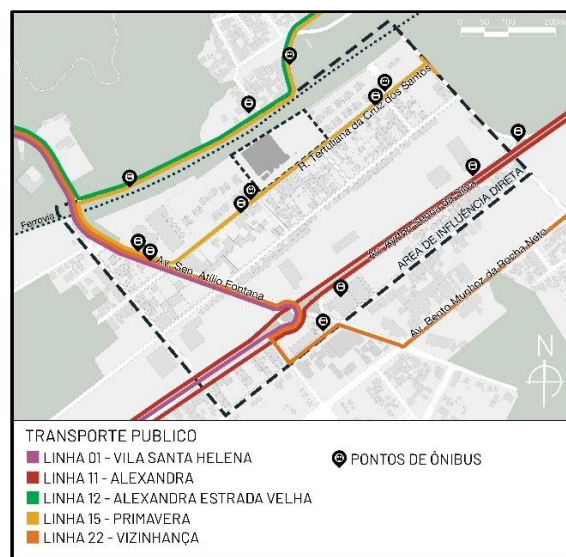 0 50 100 200m
R. Tertuliana da Cruz dos Santos
Ferrovia
Av. Ayrton Senna da Silva
ÁREA DE INFLUÊNCIA DIRETA
Av. Sen. Atílio Fontana
Av. Bento Munhoz da Rocha Neto
N
TRANSPORTE PUBLICO
LINHA 01 - VILA SANTA HELENA
PONTOS DE ÔNIBUS
LINHA 11 - ALEXANDRA
LINHA 12 - ALEXANDRA ESTRADA VELHA
LINHA 15 - PRIMAVERA
LINHA 22 - VIZINHANÇA